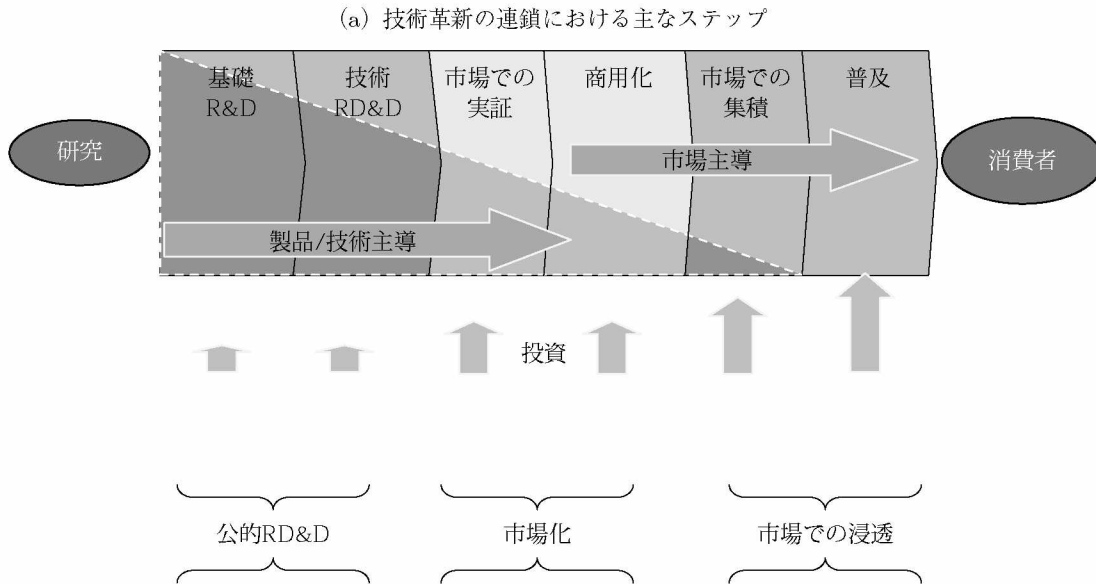 (a) 技術革新の連鎖における主なステップ
基礎
R&D
技術
RD&D
市場での
実証
商用化
市場での
集積
普及
研究
市場主導
消費者
製品/技術主導
投資
公的RD&D
市場化
市場での浸透